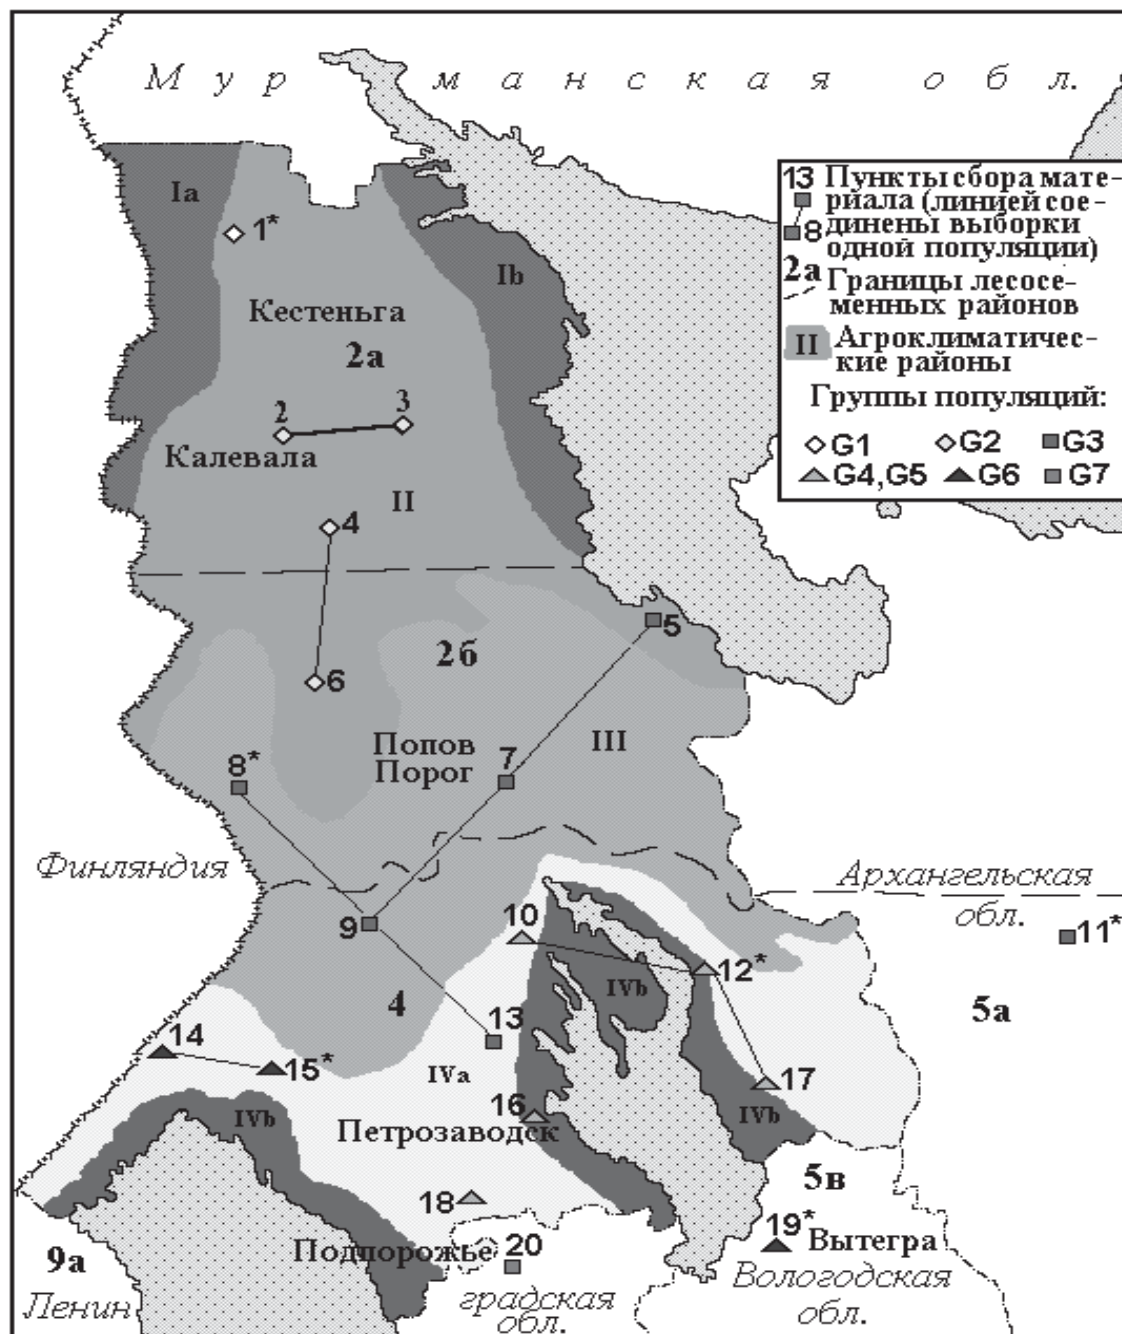 Мурманская обл.
13 Пункты сбора мате-
риала (линией сое-
8 динены выборки
одной популяции)
2а Границы лесосе-
менных районов
II Агроклиматиче-
ские районы
Группы популяций:
G1 G2 G3
G4,G5 G6 G7
Ia
1*
Ib
Кестеньга
2а
2 3
Калевала
II
4
5
2б
6
III
Попов
Порог
7
8*
Финляндия
Архангельская
обл.
9
10
11*
12*
IVb
5а
4
13
14
15*
IVa
17
16
IVb
IVb
Петрозаводск
5в
18
19* Вытегра
9а
Подпорожье
20
Вологодская
обл.
Ленин
градская
обл.